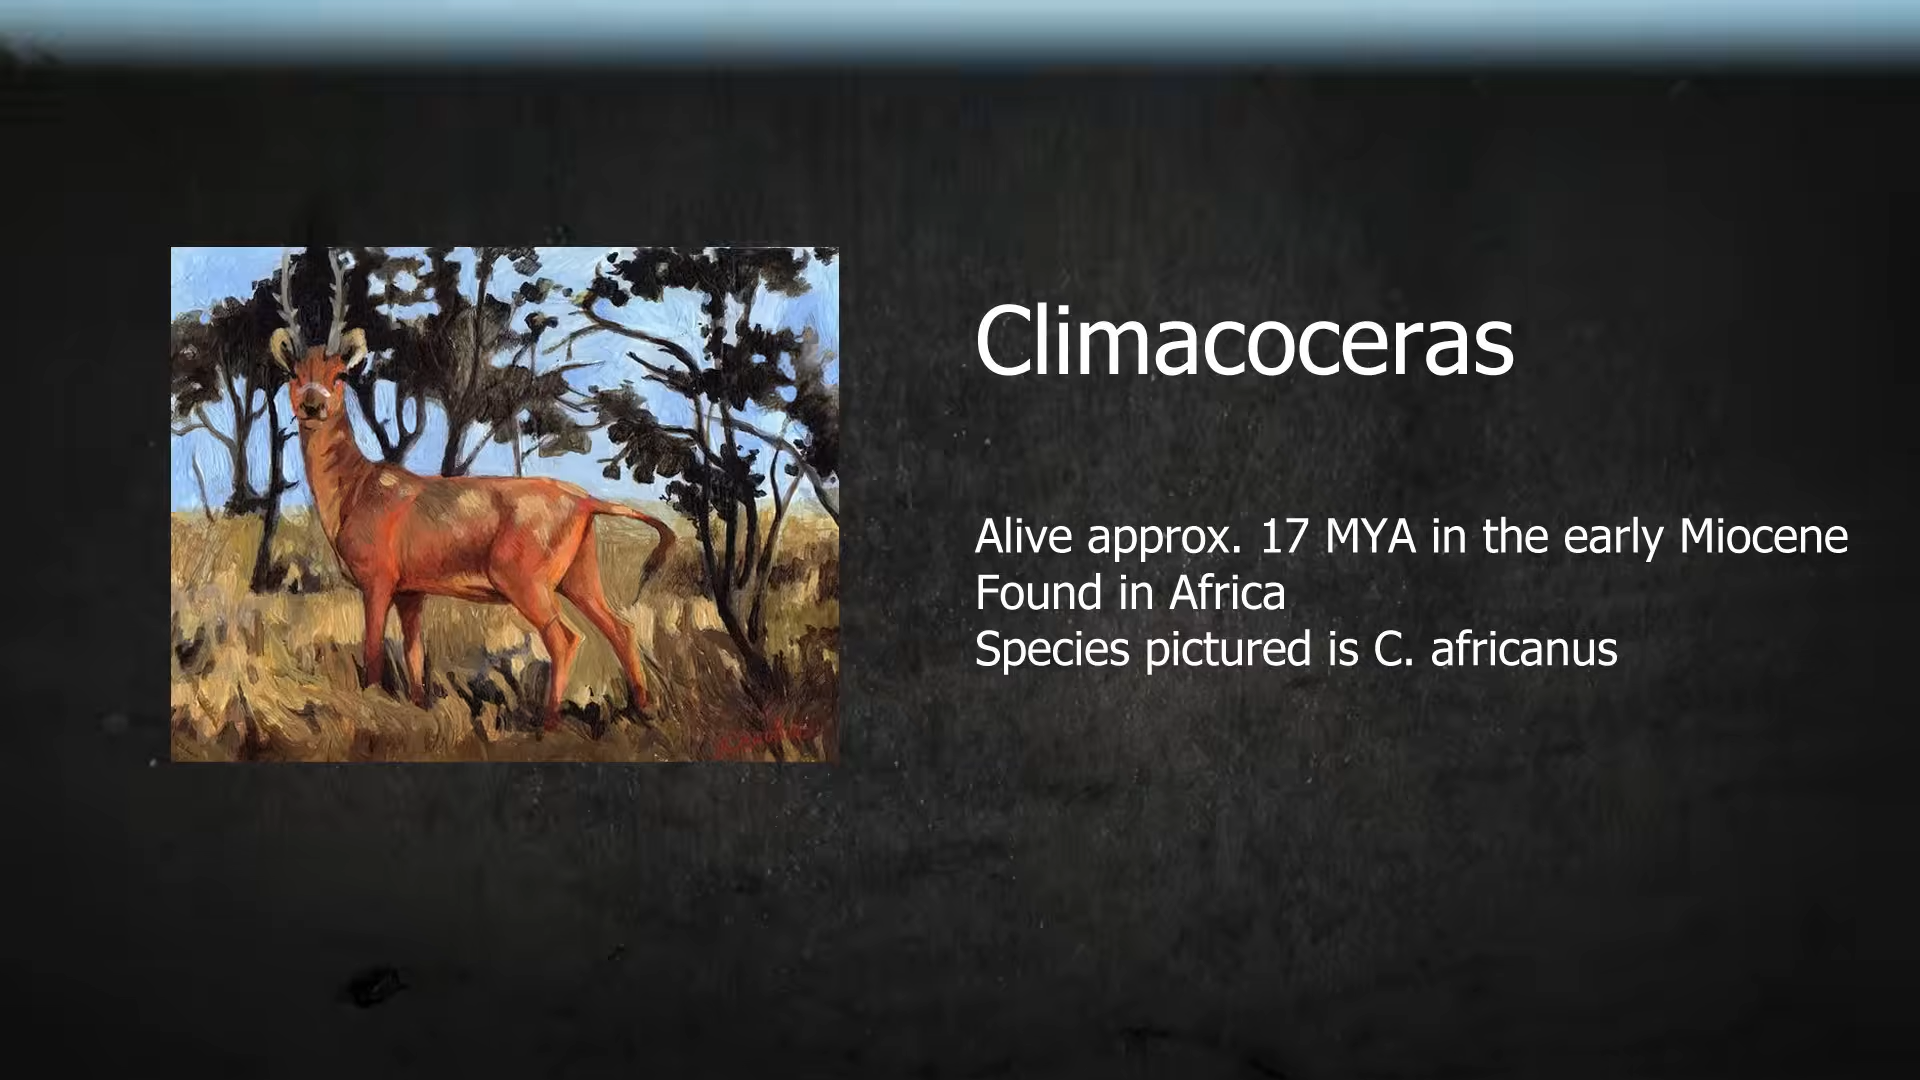 Climacoceras
Alive approx. 17 MYA in the early Miocene
Found in Africa
Species pictured is C. africanus